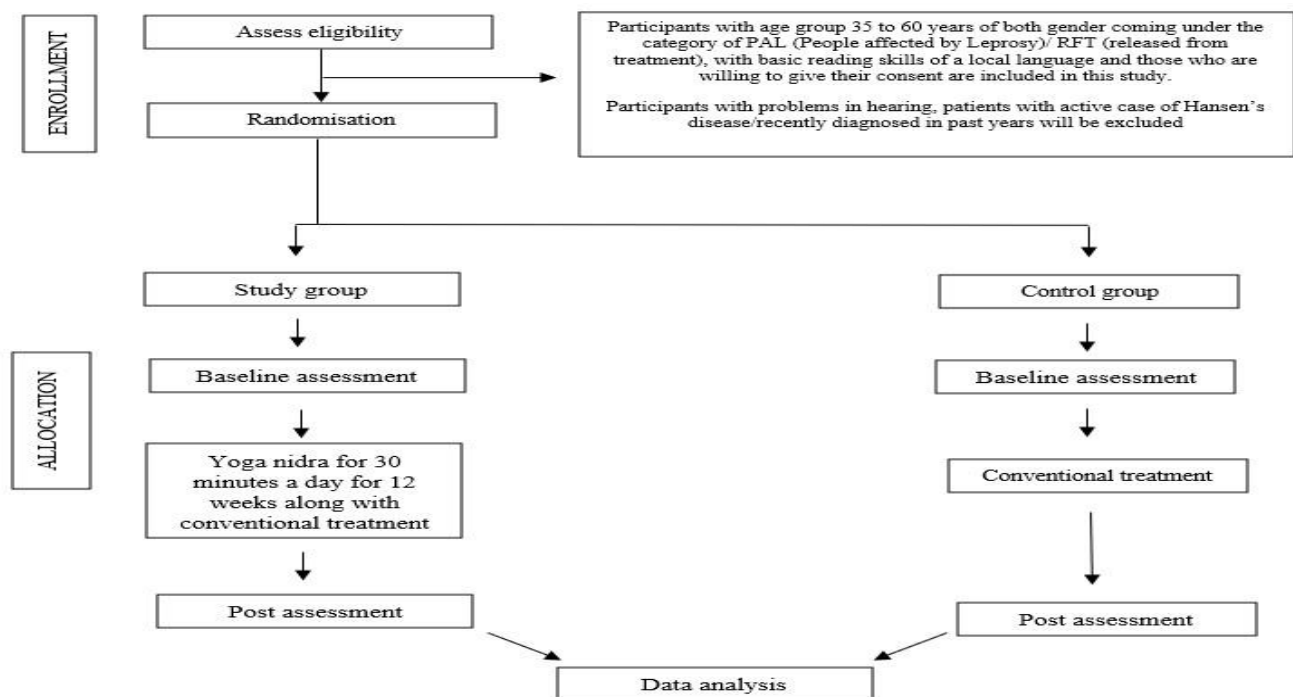 ENROLLMENT
Assess eligibility
Randomisation
Participants with age group 35 to 60 years of both gender coming under the
category of PAL (People affected by Leprosy)/ RFT (released from
treatment), with basic reading skills of a local language and those who are
willing to give their consent are included in this study.
Participants with problems in hearing, patients with active case of Hansen's
disease/recently diagnosed in past years will be excluded
ALLOCATION
Study group
Control group
Baseline assessment
Baseline assessment
Yoga nidra for 30
minutes a day for 12
weeks along with
conventional treatment
Conventional treatment
Post assessment
Post assessment
Data analysis